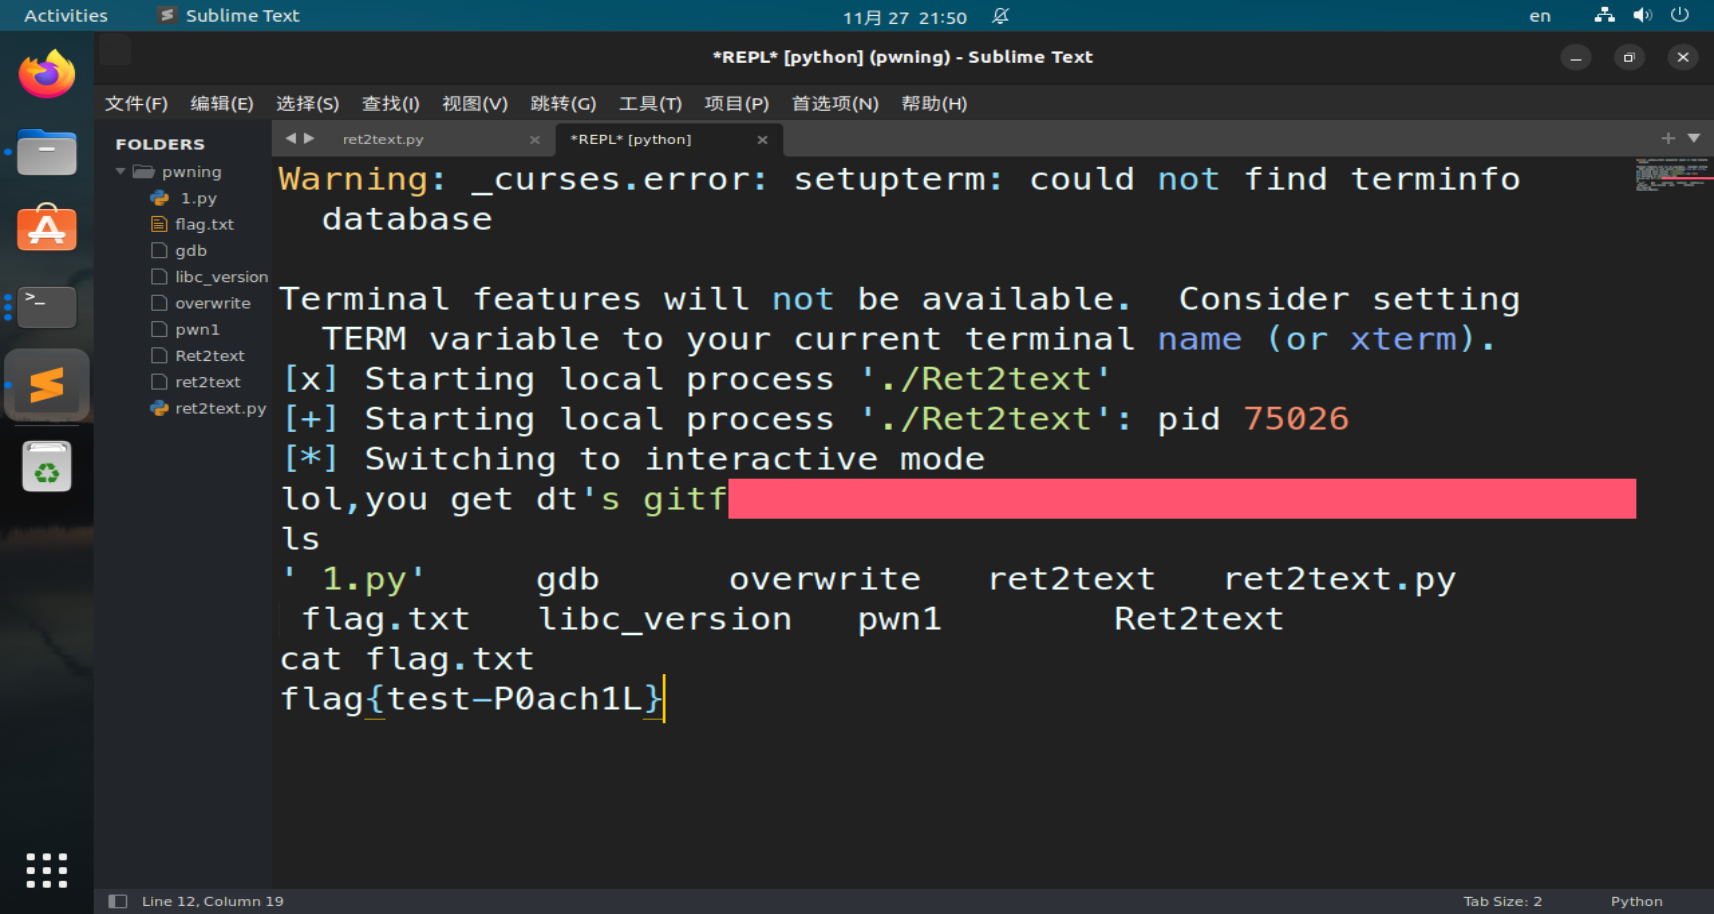 Activities Sublime Text 11月 27 21:50 en
*REPL* [python] (pwning) - Sublime Text
文件(F) 编辑(E) 选择(S) 查找(I) 视图(V) 跳转(G) 工具(T) 项目(P) 首选项(N) 帮助(H)
FOLDERS
pwning
1.py
flag.txt
gdb
libc_version
overwrite
pwn1
Ret2text
ret2text
ret2text.py
ret2text.py *REPL* [python]
Warning: _curses.error: setupterm: could not find terminfo
database
Terminal features will not be available.  Consider setting
TERM variable to your current terminal name (or xterm).
[x] Starting local process './Ret2text'
[+] Starting local process './Ret2text': pid 75026
[*] Switching to interactive mode
lol,you get dt's gitf
ls
' 1.py' gdb overwrite ret2text ret2text.py
flag.txt libc_version pwn1 Ret2text
cat flag.txt
flag{test-P0ach1L}
Line 12, Column 19 Tab Size: 2 Python